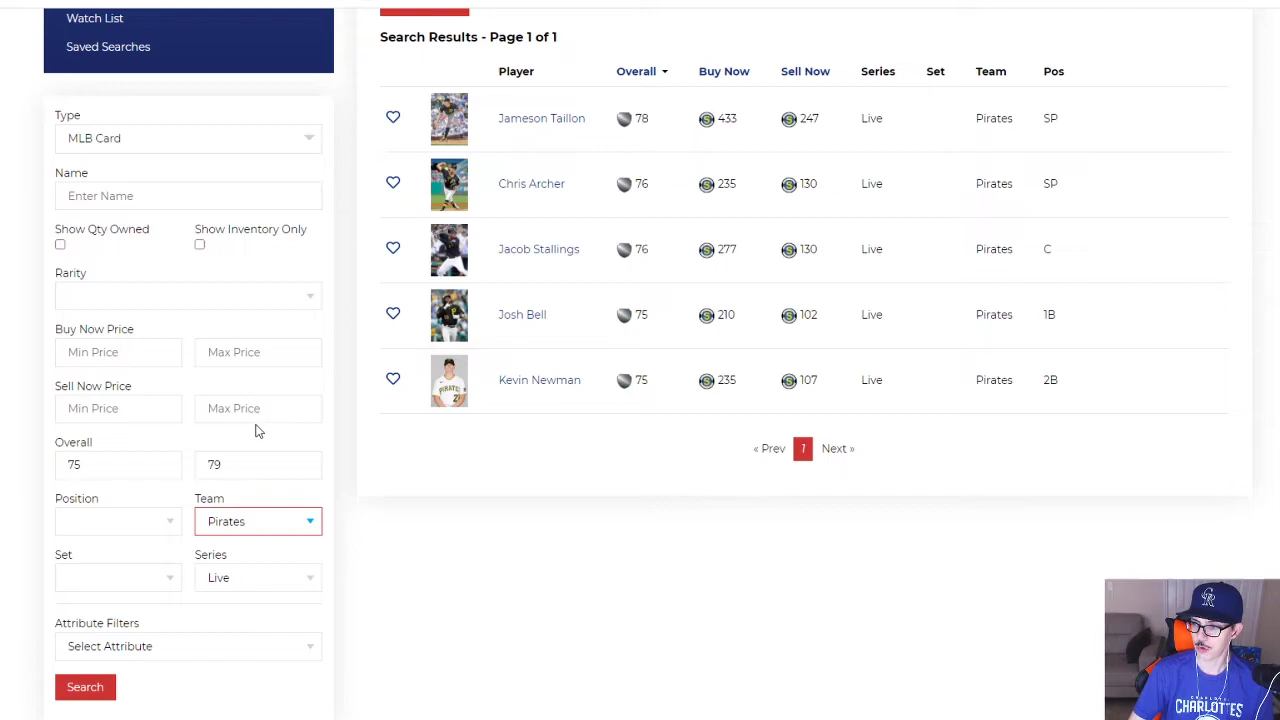 Watch List
Saved Searches
Type
MLB Card
Name
Enter Name
Show Qty Owned
Show Inventory Only
Rarity
Buy Now Price
Min Price
Max Price
Sell Now Price
Min Price
Max Price
Overall
75
79
Position
Team
Pirates
Set
Series
Live
Attribute Filters
Select Attribute
Search
Search Results - Page 1 of 1
Player Overall Buy Now Sell Now Series Set Team Pos
Jameson Taillon 78 433 247 Live Pirates SP
Chris Archer 76 235 130 Live Pirates SP
Jacob Stallings 76 277 130 Live Pirates C
Josh Bell 75 210 102 Live Pirates 1B
Kevin Newman 75 235 107 Live Pirates 2B
« Prev 1 Next »
CR
CHARLOTTES